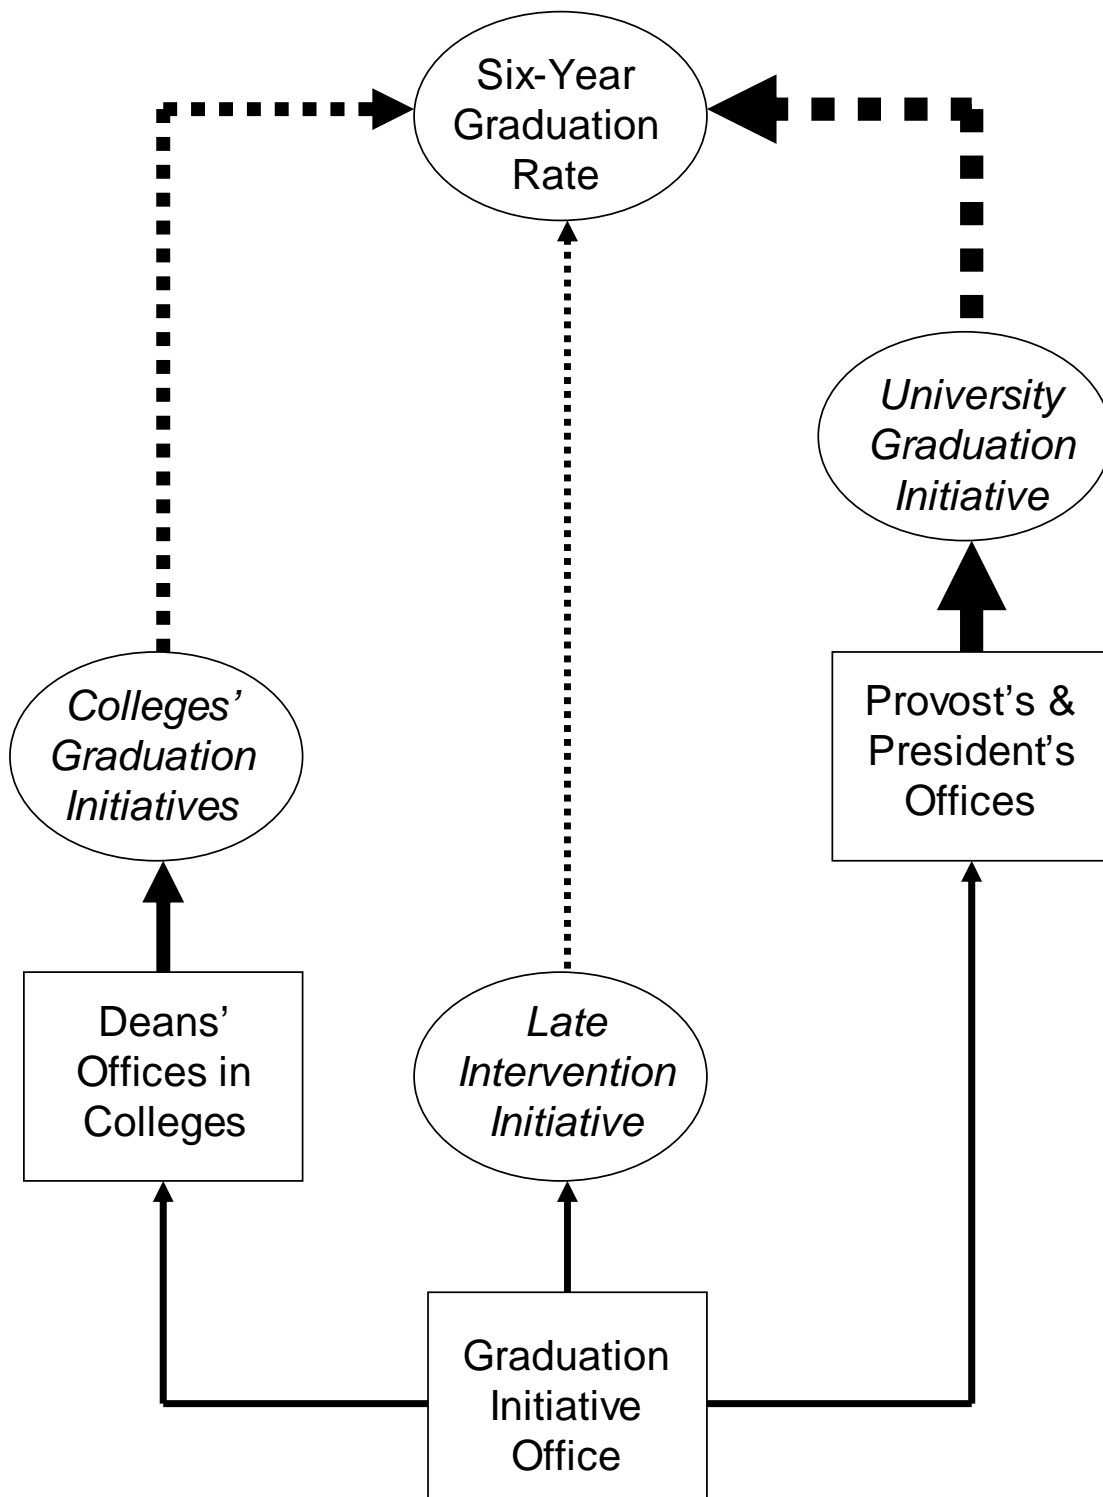 Six-Year
Graduation
Rate
University
Graduation
Initiative
Colleges’
Graduation
Initiatives
Provost’s &
President’s
Offices
Deans’
Offices in
Colleges
Late
Intervention
Initiative
Graduation
Initiative
Office